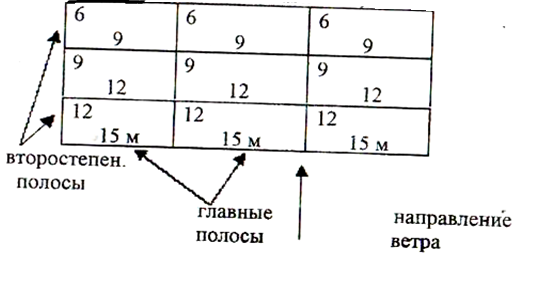 6 6 6
9 9 9
9 9 9
12 12 12
12 12 12
15 м 15 м 15 м
второстепен.
полосы
главные
полосы
направление
ветра